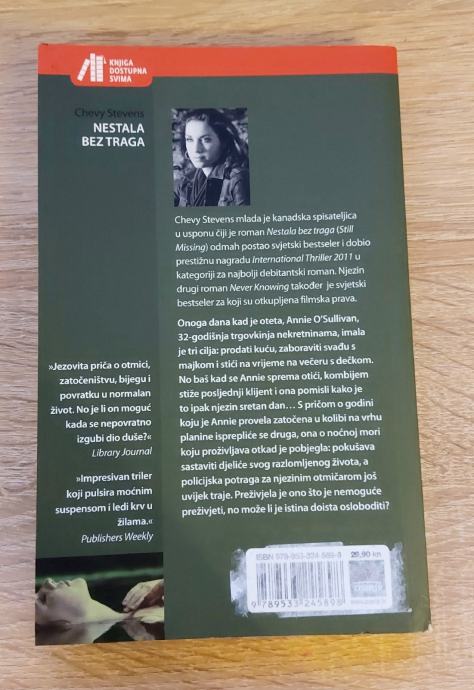 KNJIGA
DOSTUPNA
SVIMA
Chevy Stevens
NESTALA
BEZ TRAGA
Chevy Stevens mlada je kanadska spisateljica
u usponu čiji je roman Nestala bez traga (Still
Missing) odmah postao svjetski bestseler i dobio
prestižnu nagradu International Thriller 2011 u
kategoriji za najbolji debitantski roman. Njezin
drugi roman Never Knowing također je svjetski
bestseler za koji su otkupljena filmska prava.
Onoga dana kad je oteta, Annie O'Sullivan,
32-godišnja trgovkinja nekretninama, imala
je tri cilja: prodati kuću, zaboraviti svađu s
majkom i stići na vrijeme na večeru s dečkom.
No baš kad se Annie sprema otići, kombijem
stiže posljednji klijent i ona pomisli kako je
to ipak njezin sretan dan... S pričom o godini
koju je Annie provela zatočena u kolibi na vrhu
planine isprepliće se druga, ona o noćnoj mori
koju proživljava otkad je pobjegla: pokušava
sastaviti djeliće svog razlomljenog života, a
policijska potraga za njezinim otmičarom još
uvijek traje. Preživjela je ono što je nemoguće
preživjeti, no može li je istina doista osloboditi?
»Jezovita priča o otmici,
zatočeništvu, bijegu i
povratku u normalan
život. No je li on moguć
kada se nepovratno
izgubi dio duše?«
Library Journal
»Impresivan triler
koji pulsira moćnim
suspensom i ledi krv u
žilama.«
Publishers Weekly
ISBN 978-953-324-589-8
29,90 kn
9 789533 245898